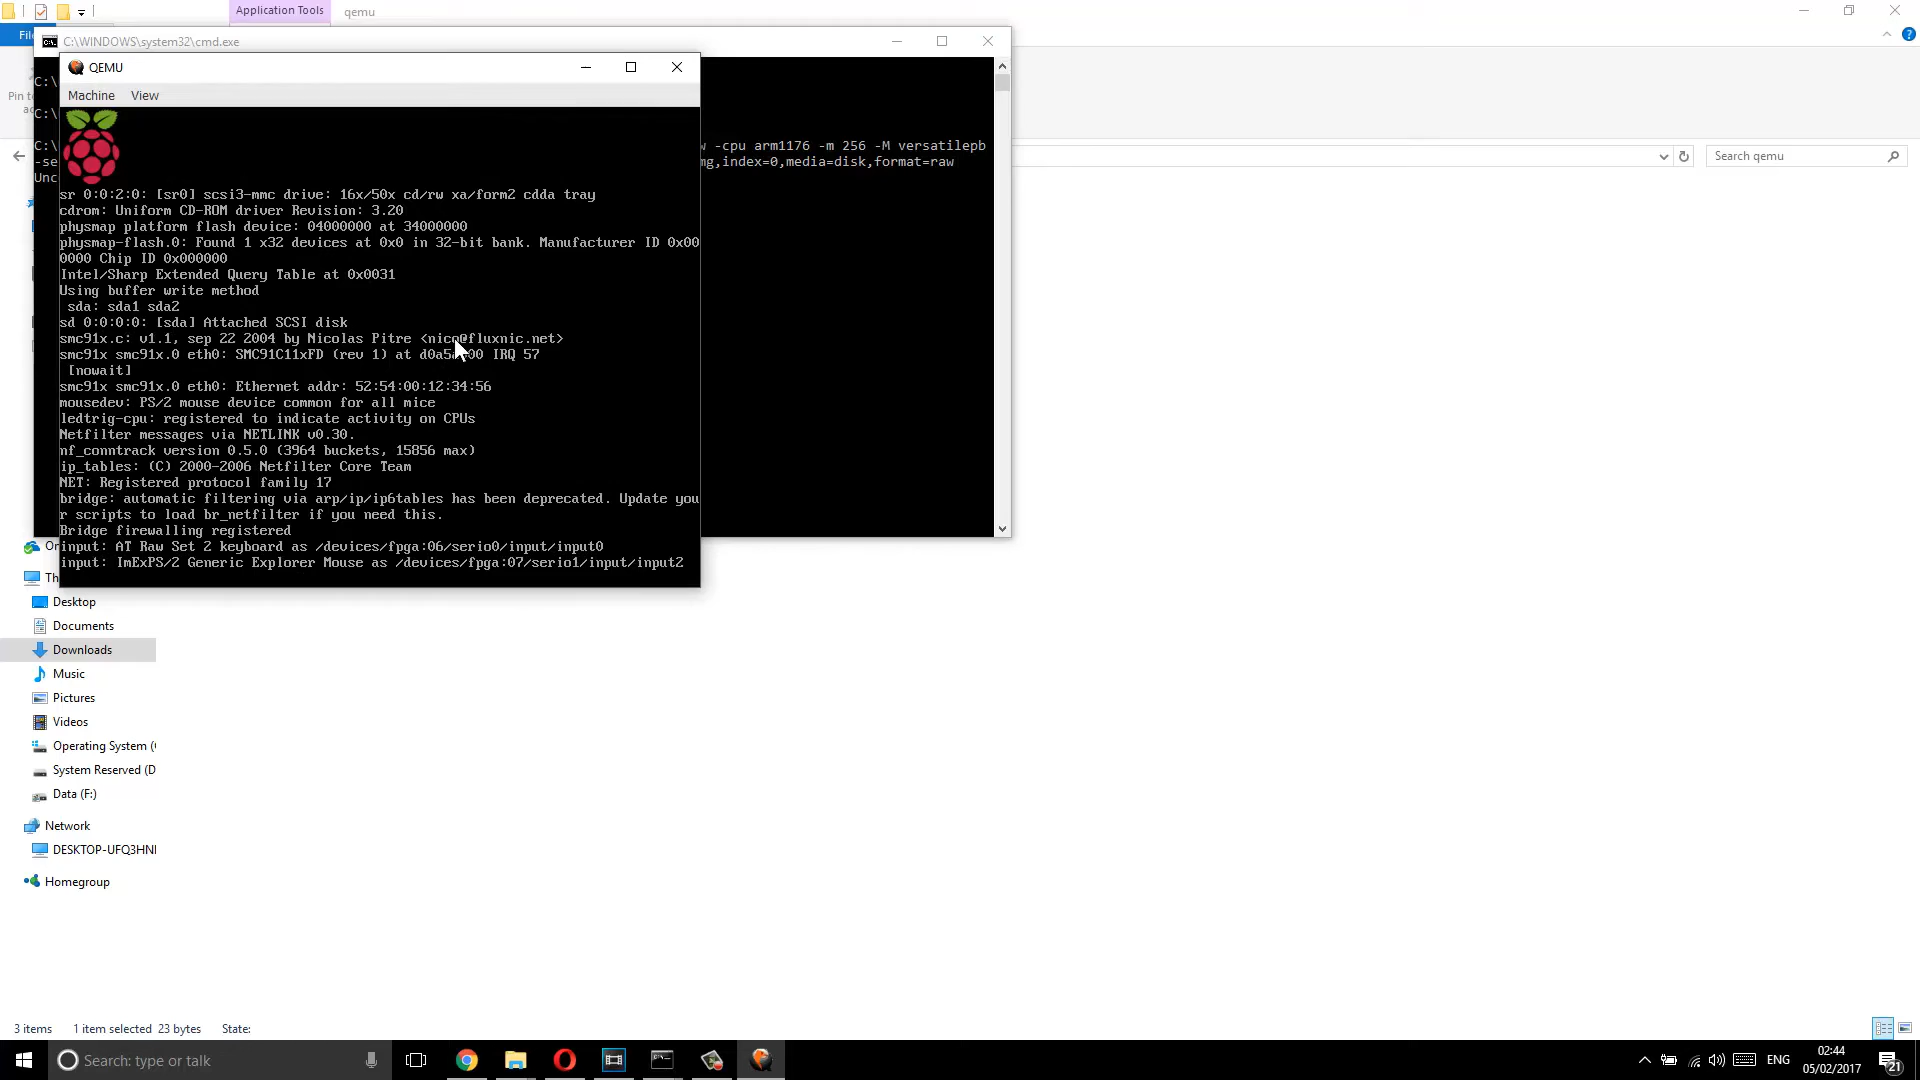 Application Tools
qemu
File
C:\WINDOWS\system32\cmd.exe
QEMU
Machine View
C:\
C:\
C:\
w -cpu arm1176 -m 256 -M versatilepb
-se
mg,index=0,media=disk,format=raw
Unc
Pin t
ac
Search qemu
sr 0:0:2:0: [sr0] scsi3-mmc drive: 16x/50x cd/rw xa/form2 cdda tray
cdrom: Uniform CD-ROM driver Revision: 3.20
physmap platform flash device: 04000000 at 34000000
physmap-flash.0: Found 1 x32 devices at 0x0 in 32-bit bank. Manufacturer ID 0x00
0000 Chip ID 0x000000
Intel/Sharp Extended Query Table at 0x0031
Using buffer write method
sda: sda1 sda2
sd 0:0:0:0: [sda] Attached SCSI disk
smc91x.c: v1.1, sep 22 2004 by Nicolas Pitre <nico@fluxnic.net>
smc91x smc91x.0 eth0: SMC91C11xFD (rev 1) at IRQ 57
[nowait]
smc91x smc91x.0 eth0: Ethernet addr: 52:54:00:12:34:56
mousedev: PS/2 mouse device common for all mice
ledtrig-cpu: registered to indicate activity on CPUs
Netfilter messages via NETLINK v0.30.
nf_conntrack version 0.5.0 (3964 buckets, 15856 max)
ip_tables: (C) 2000-2006 Netfilter Core Team
NET: Registered protocol family 17
bridge: automatic filtering via arp/ip/ip6tables has been deprecated. Update you
r scripts to load br_netfilter if you need this.
Bridge firewalling registered
input: AT Raw Set 2 keyboard as /devices/fpga:06/serio0/input/input0
input: ImExPS/2 Generic Explorer Mouse as /devices/fpga:07/serio1/input/input2
On
Th
Desktop
Documents
Downloads
Music
Pictures
Videos
Operating System (
System Reserved (D
Data (F:)
Network
DESKTOP-UFQ3HNI
Homegroup
3 items 1 item selected 23 bytes State:
Search: type or talk
ENG
02:44
05/02/2017
21